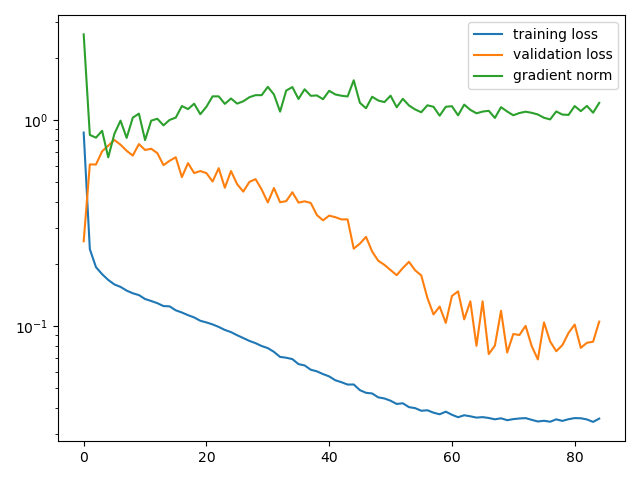 training loss
validation loss
gradient norm
10⁰
10⁻¹
0 20 40 60 80